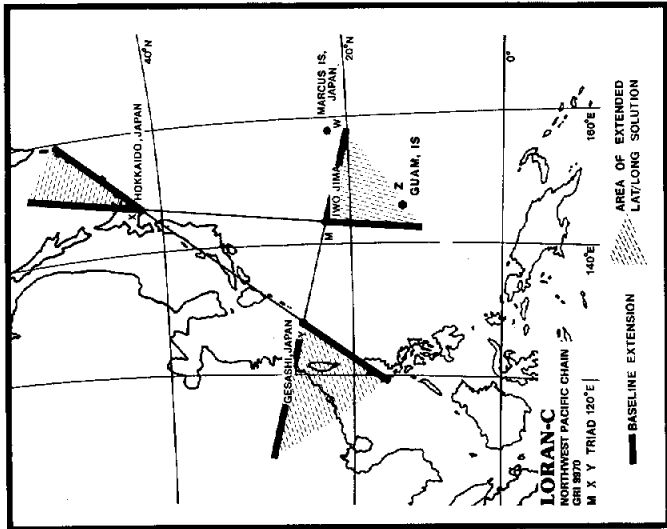 40°N
HOKKAIDO, JAPAN
X
MARCUS IS,
JAPAN
20°N
W
IWO JIMA
M
Z
GUAM, IS
0°
GESASHI, JAPAN
Y
160°E
140°E
LORAN-C
NORTHWEST PACIFIC CHAIN
GRI 9970
M X Y TRIAD 120°E
BASELINE EXTENSION
AREA OF EXTENDED
LAT/LONG SOLUTION